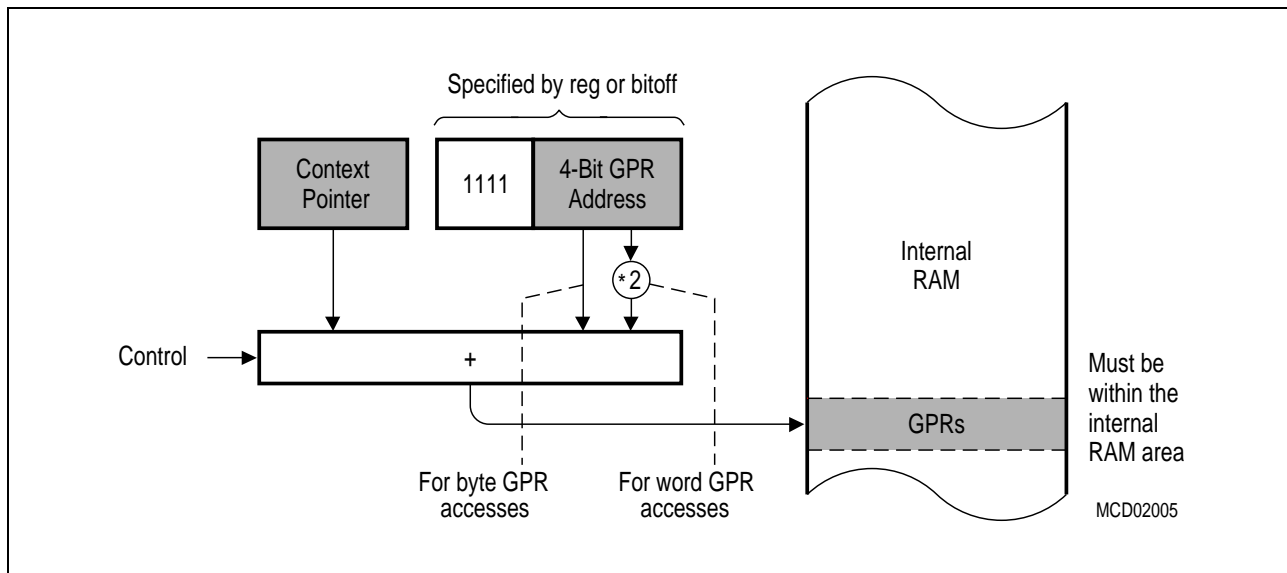 Specified by reg or bitoff
Context
Pointer
1111
4-Bit GPR
Address
*2
Control
+
For byte GPR
accesses
For word GPR
accesses
Internal
RAM
GPRs
Must be
within the
internal
RAM area
MCD02005